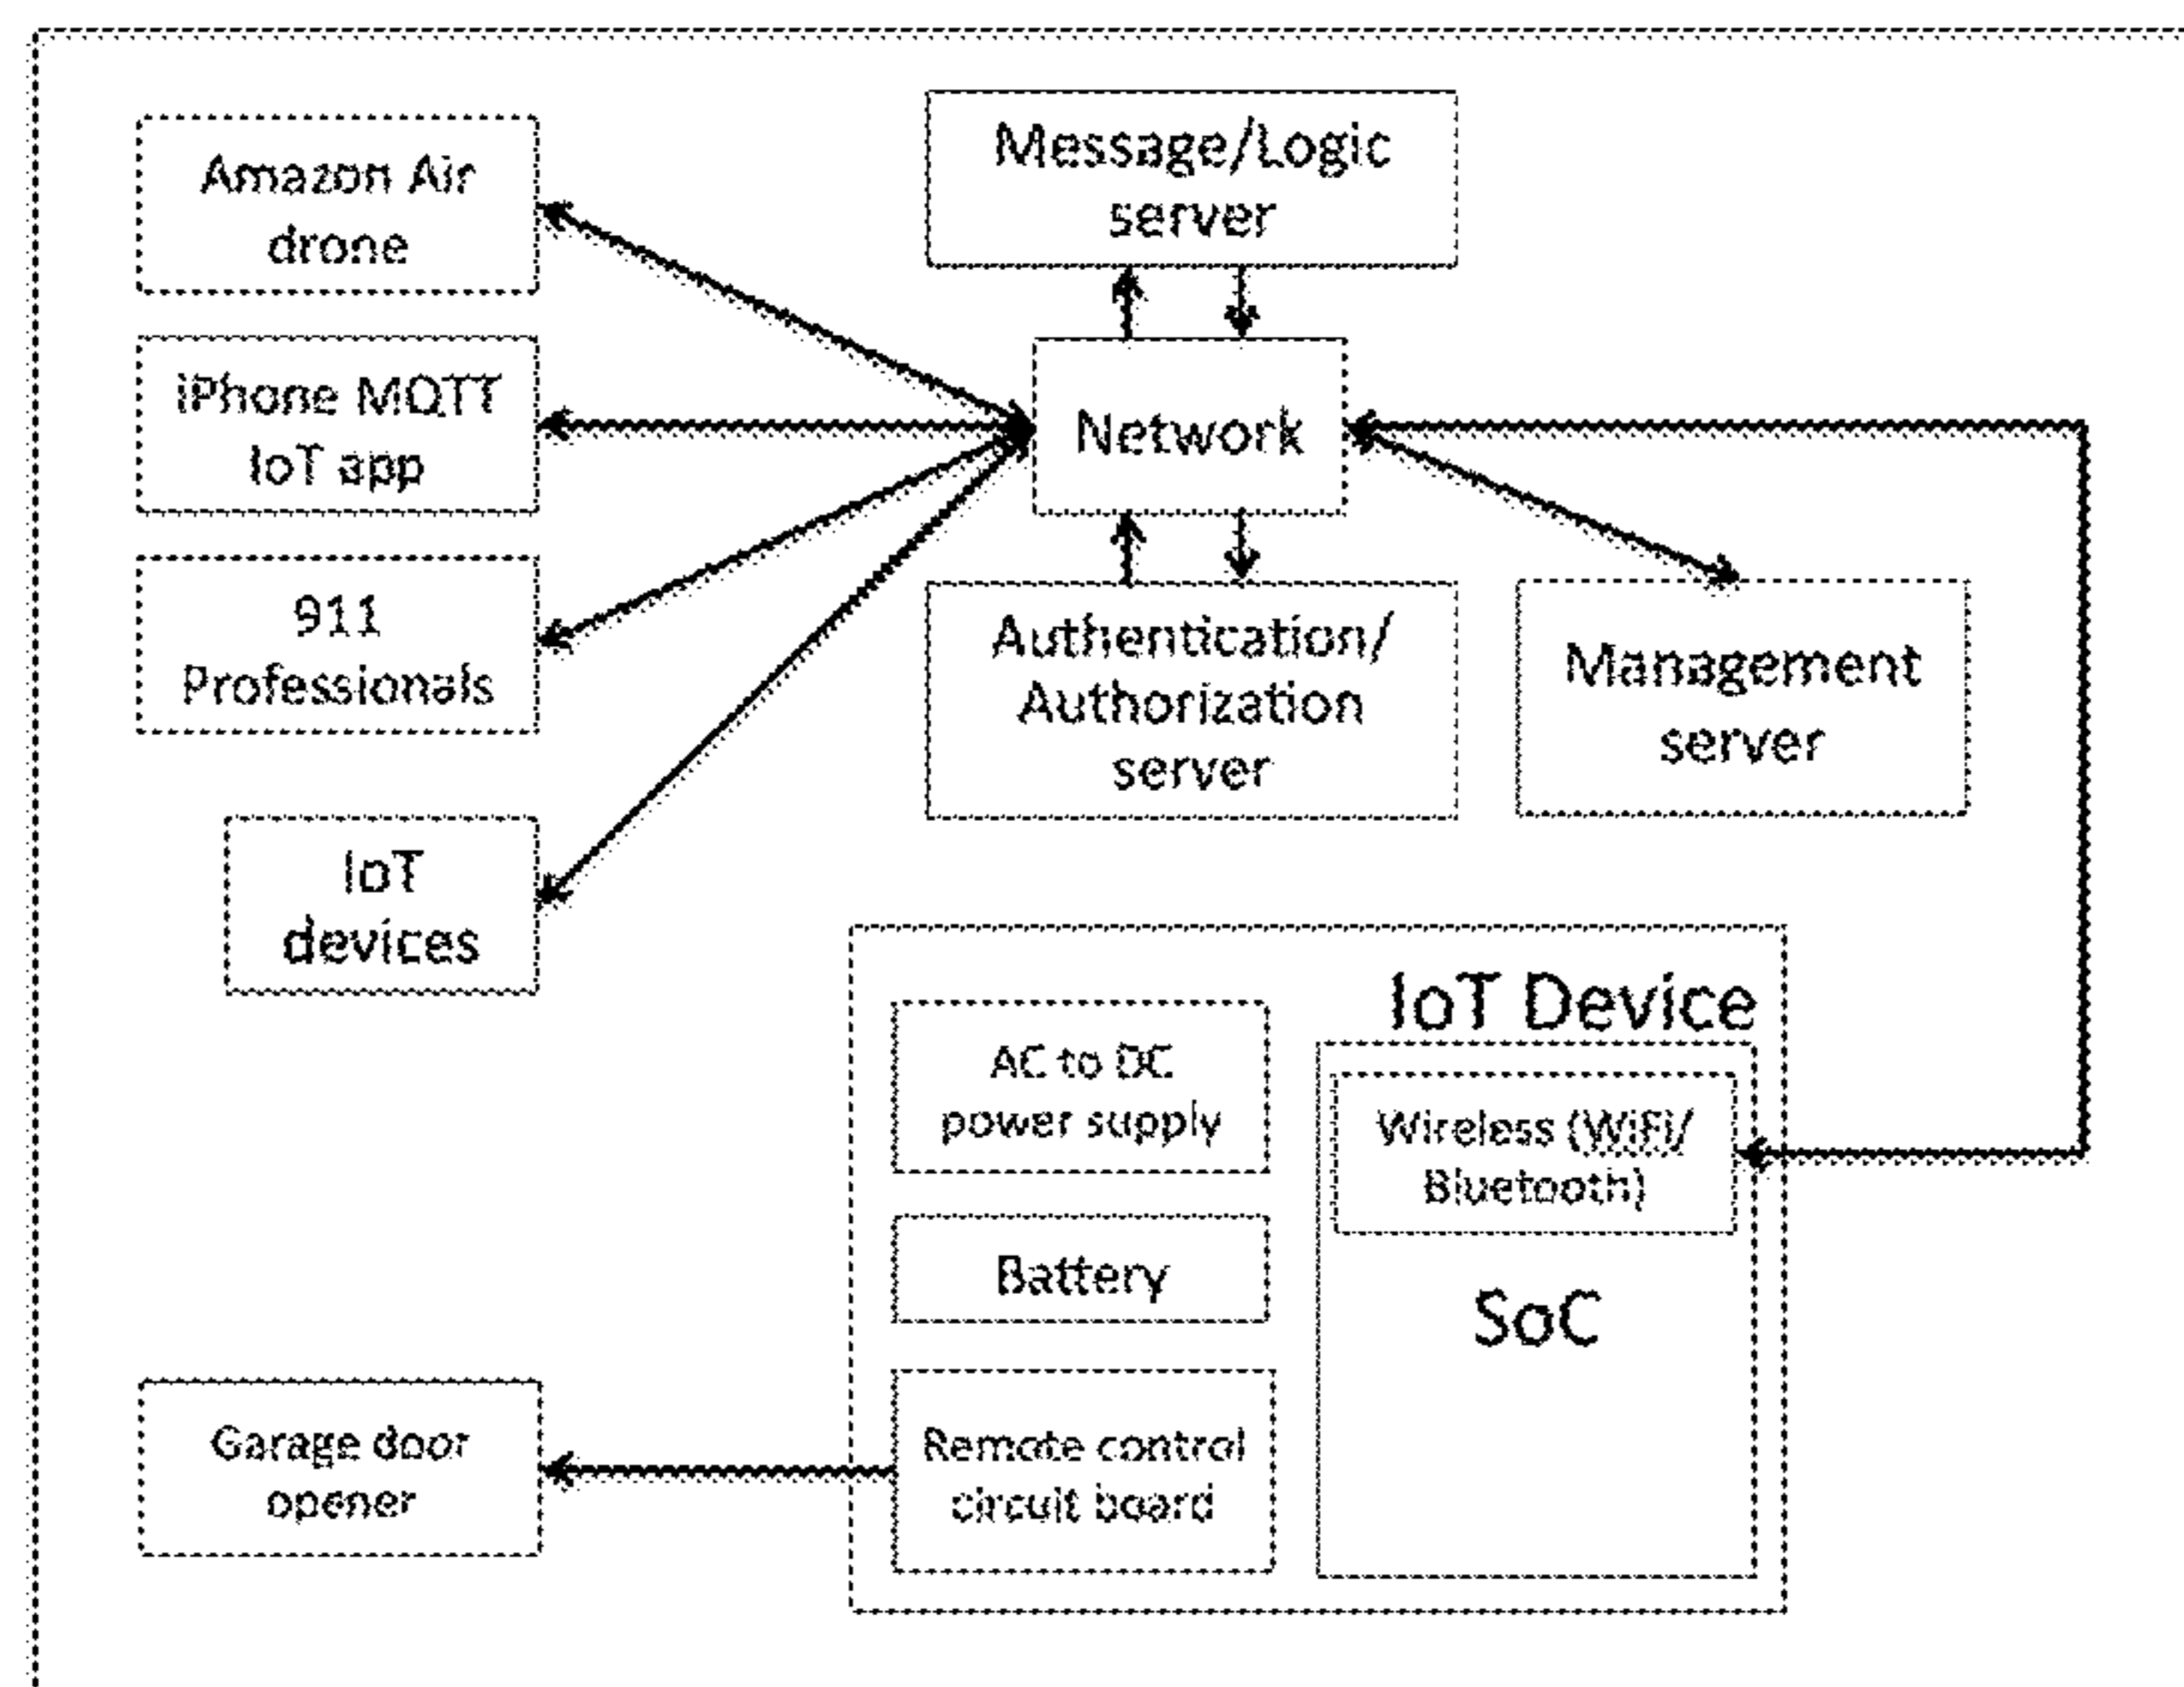 Amazon Air
drone
Message/Logic
server
iPhone MQTT
IoT app
Network
911
Professionals
Authentication/
Authorization
server
Management
server
IoT
devices
IoT Device
AC to DC
power supply
Wireless (WiFi/
Bluetooth)
Battery
SoC
Garage door
opener
Remote control
circuit board